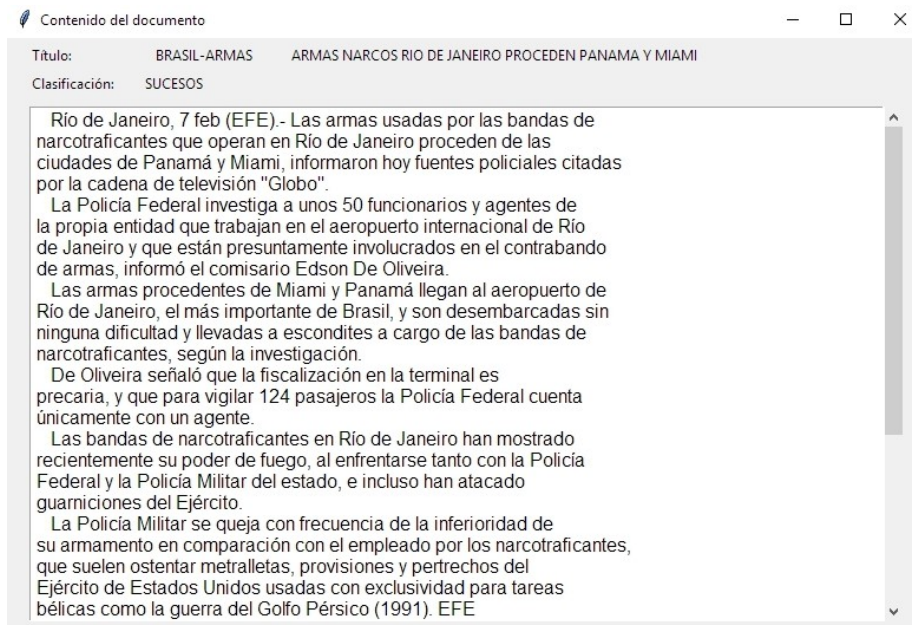 Contenido del documento
Título: BRASIL-ARMAS ARMAS NARCOS RIO DE JANEIRO PROCEDEN PANAMA Y MIAMI
Clasificación: SUCESOS
Río de Janeiro, 7 feb (EFE).- Las armas usadas por las bandas de
narcotraficantes que operan en Río de Janeiro proceden de las
ciudades de Panamá y Miami, informaron hoy fuentes policiales citadas
por la cadena de televisión "Globo".
La Policía Federal investiga a unos 50 funcionarios y agentes de
la propia entidad que trabajan en el aeropuerto internacional de Río
de Janeiro y que están presuntamente involucrados en el contrabando
de armas, informó el comisario Edson De Oliveira.
Las armas procedentes de Miami y Panamá llegan al aeropuerto de
Río de Janeiro, el más importante de Brasil, y son desembarcadas sin
ninguna dificultad y llevadas a escondites a cargo de las bandas de
narcotraficantes, según la investigación.
De Oliveira señaló que la fiscalización en la terminal es
precaria, y que para vigilar 124 pasajeros la Policía Federal cuenta
únicamente con un agente.
Las bandas de narcotraficantes en Río de Janeiro han mostrado
recientemente su poder de fuego, al enfrentarse tanto con la Policía
Federal y la Policía Militar del estado, e incluso han atacado
guarniciones del Ejército.
La Policía Militar se queja con frecuencia de la inferioridad de
su armamento en comparación con el empleado por los narcotraficantes,
que suelen ostentar metralletas, provisiones y pertrechos del
Ejército de Estados Unidos usadas con exclusividad para tareas
bélicas como la guerra del Golfo Pérsico (1991). EFE